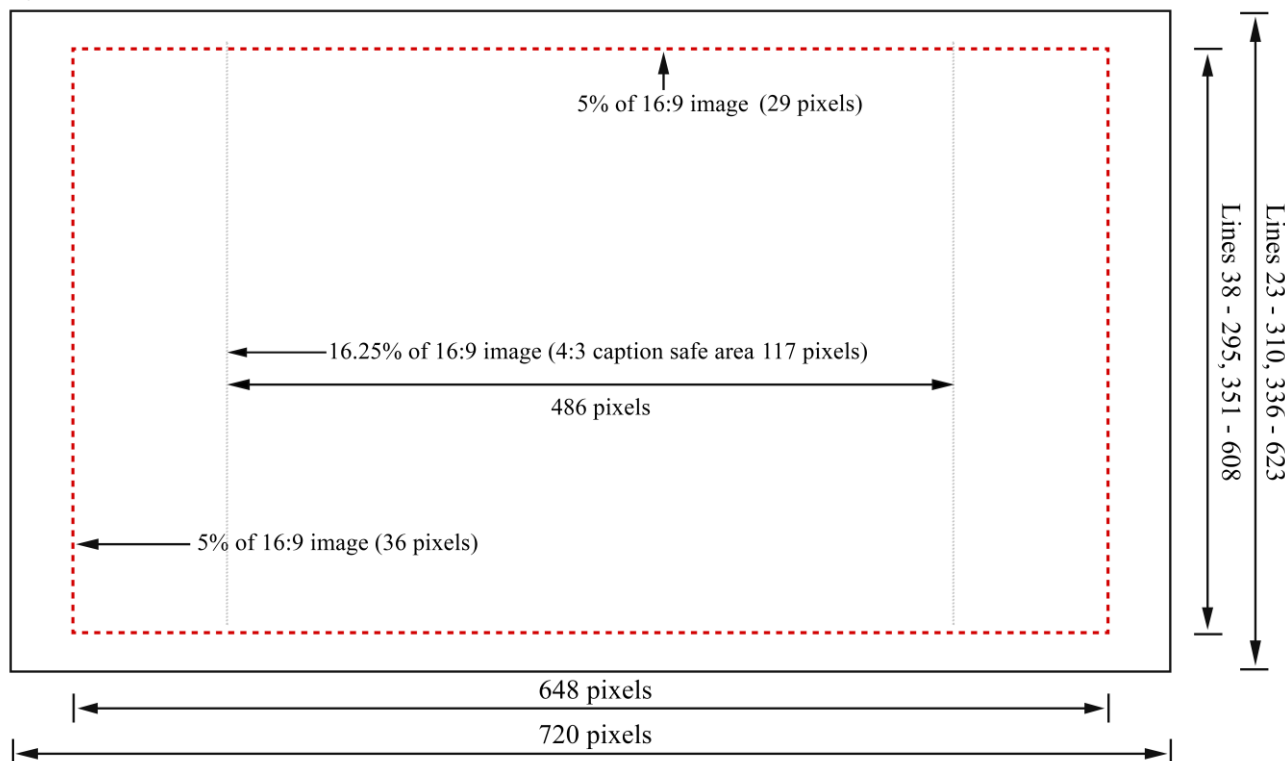 5% of 16:9 image (29 pixels)
16.25% of 16:9 image (4:3 caption safe area 117 pixels)
486 pixels
5% of 16:9 image (36 pixels)
648 pixels
720 pixels
Lines 38 - 295, 351 - 608
Lines 23 - 310, 336 - 623